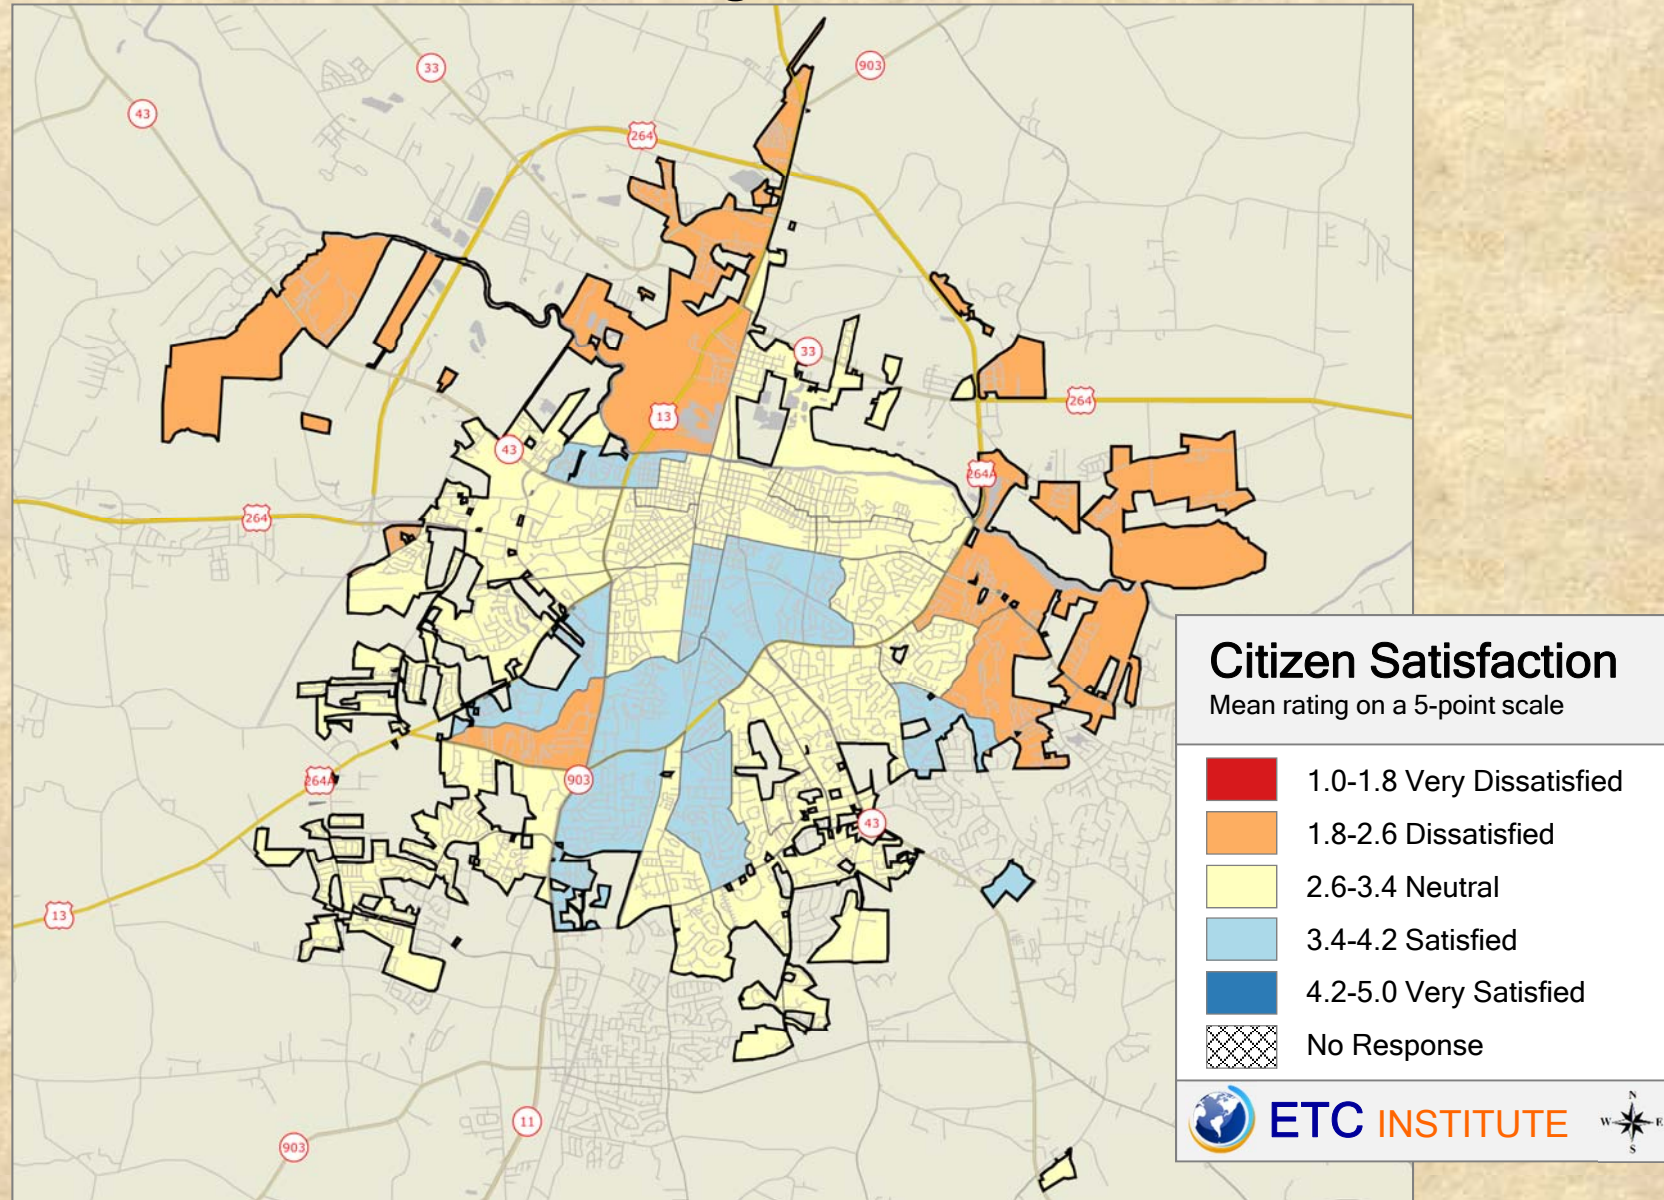 33
903
43
264
33
13
264
43
264A
264
903
264A
43
13
11
903
Citizen Satisfaction
Mean rating on a 5-point scale
1.0-1.8 Very Dissatisfied
1.8-2.6 Dissatisfied
2.6-3.4 Neutral
3.4-4.2 Satisfied
4.2-5.0 Very Satisfied
No Response
ETC INSTITUTE
N
W E
S